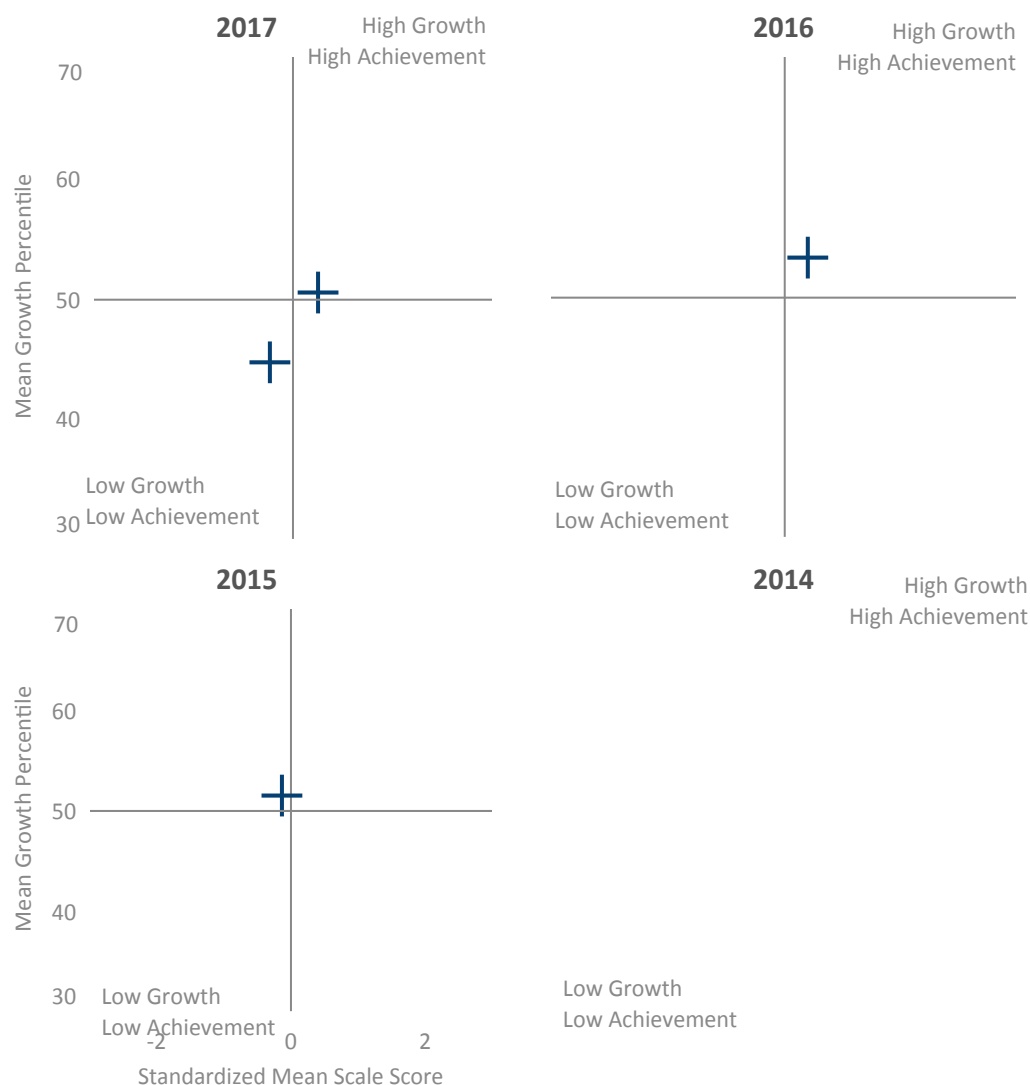 2017
High Growth
High Achievement
70
60
50
40
30
Mean Growth Percentile
Low Growth
Low Achievement
2016
High Growth
High Achievement
Low Growth
Low Achievement
2015
70
60
50
40
30
Mean Growth Percentile
Low Growth
Low Achievement
-2
0
2
Standardized Mean Scale Score
2014
High Growth
High Achievement
Low Growth
Low Achievement